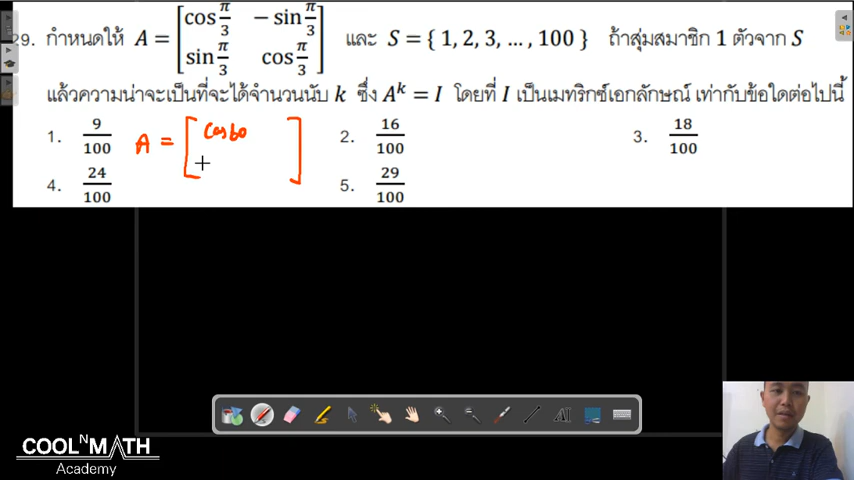 29. กำหนดให้ A = [cos π/3 − sin π/3; sin π/3 cos π/3] และ S = { 1, 2, 3, … , 100 } ถ้าสุ่มสมาชิก 1 ตัวจาก S
แล้วความน่าจะเป็นที่จะได้จำนวนนับ k ซึ่ง Aᵏ = I โดยที่ I เป็นเมทริกซ์เอกลักษณ์ เท่ากับข้อใดต่อไปนี้
1. 9/100 2. 16/100 3. 18/100
A = [cos60
4. 24/100 5. 29/100
AI
COOL N MATH
Academy